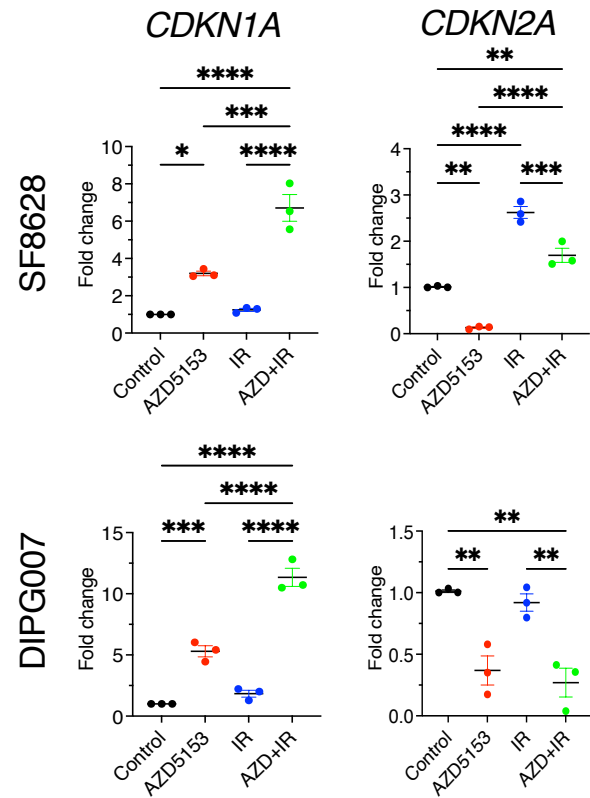 CDKN1A
CDKN2A
SF8628
****
***
*
****
Fold change
10
8
6
4
2
0
Control
AZD5153
IR
AZD+IR
**
****
****
**
***
Fold change
4
3
2
1
0
Control
AZD5153
IR
AZD+IR
DIPG007
****
****
***
****
Fold change
15
10
5
0
Control
AZD5153
IR
AZD+IR
**
**
**
Fold change
1.5
1.0
0.5
0.0
Control
AZD5153
IR
AZD+IR